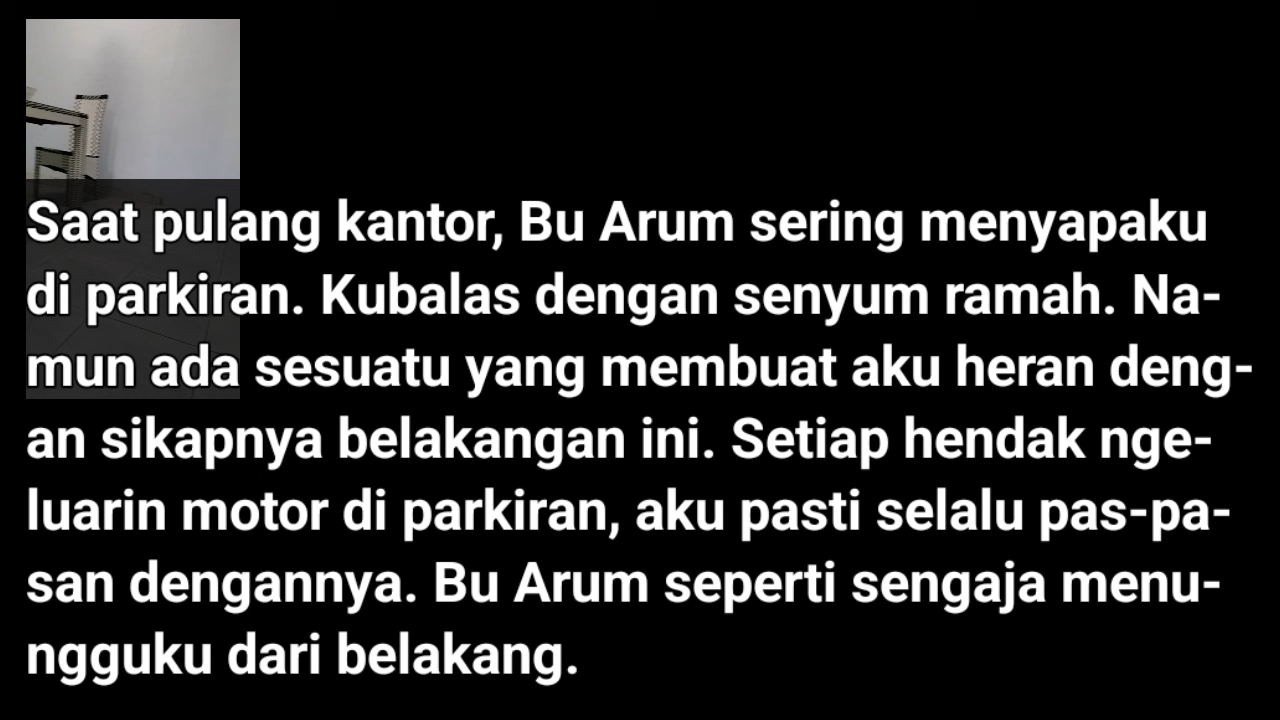 Saat pulang kantor, Bu Arum sering menyapaku
di parkiran. Kubalas dengan senyum ramah. Na-
mun ada sesuatu yang membuat aku heran deng-
an sikapnya belakangan ini. Setiap hendak nge-
luarin motor di parkiran, aku pasti selalu pas-pa-
san dengannya. Bu Arum seperti sengaja menu-
ngguku dari belakang.